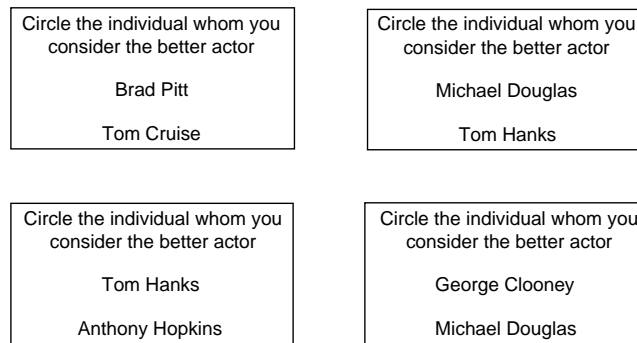 Circle the individual whom you
consider the better actor
Brad Pitt
Tom Cruise
Circle the individual whom you
consider the better actor
Michael Douglas
Tom Hanks
Circle the individual whom you
consider the better actor
Tom Hanks
Anthony Hopkins
Circle the individual whom you
consider the better actor
George Clooney
Michael Douglas